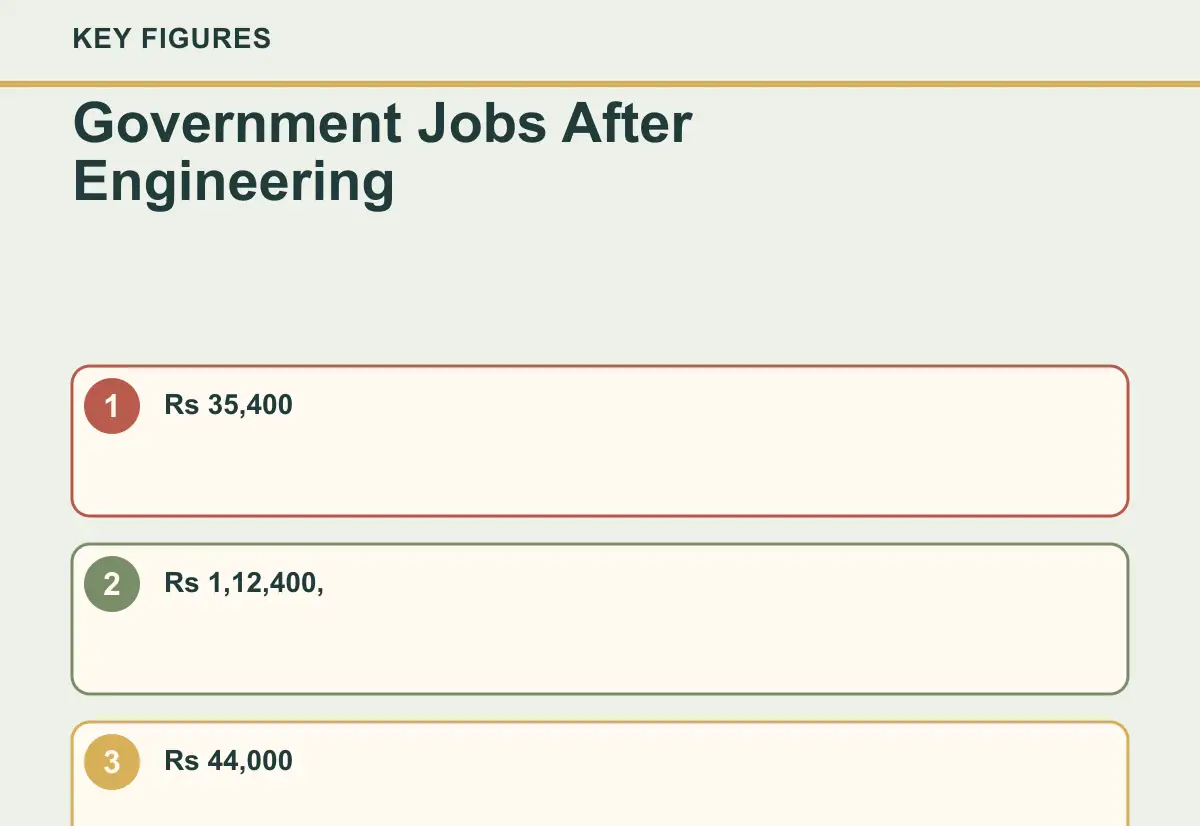 KEY FIGURES
Government Jobs After
Engineering
1
Rs 35,400
2
Rs 1,12,400,
3
Rs 44,000